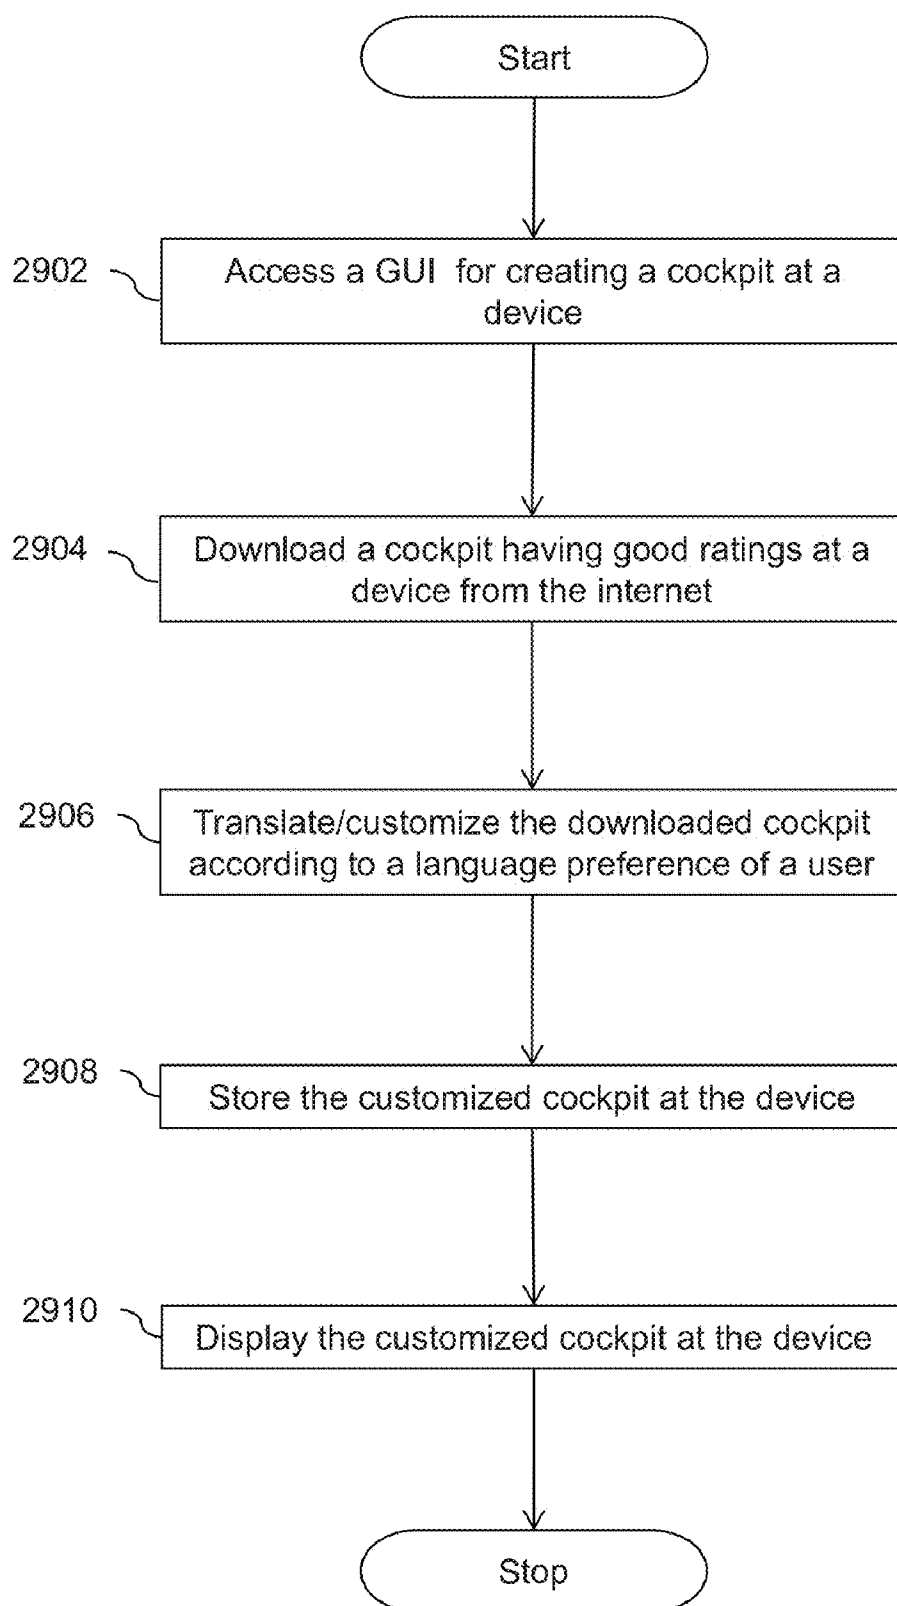 Start
2902
Access a GUI for creating a cockpit at a
device
2904
Download a cockpit having good ratings at a
device from the internet
2906
Translate/customize the downloaded cockpit
according to a language preference of a user
2908
Store the customized cockpit at the device
2910
Display the customized cockpit at the device
Stop